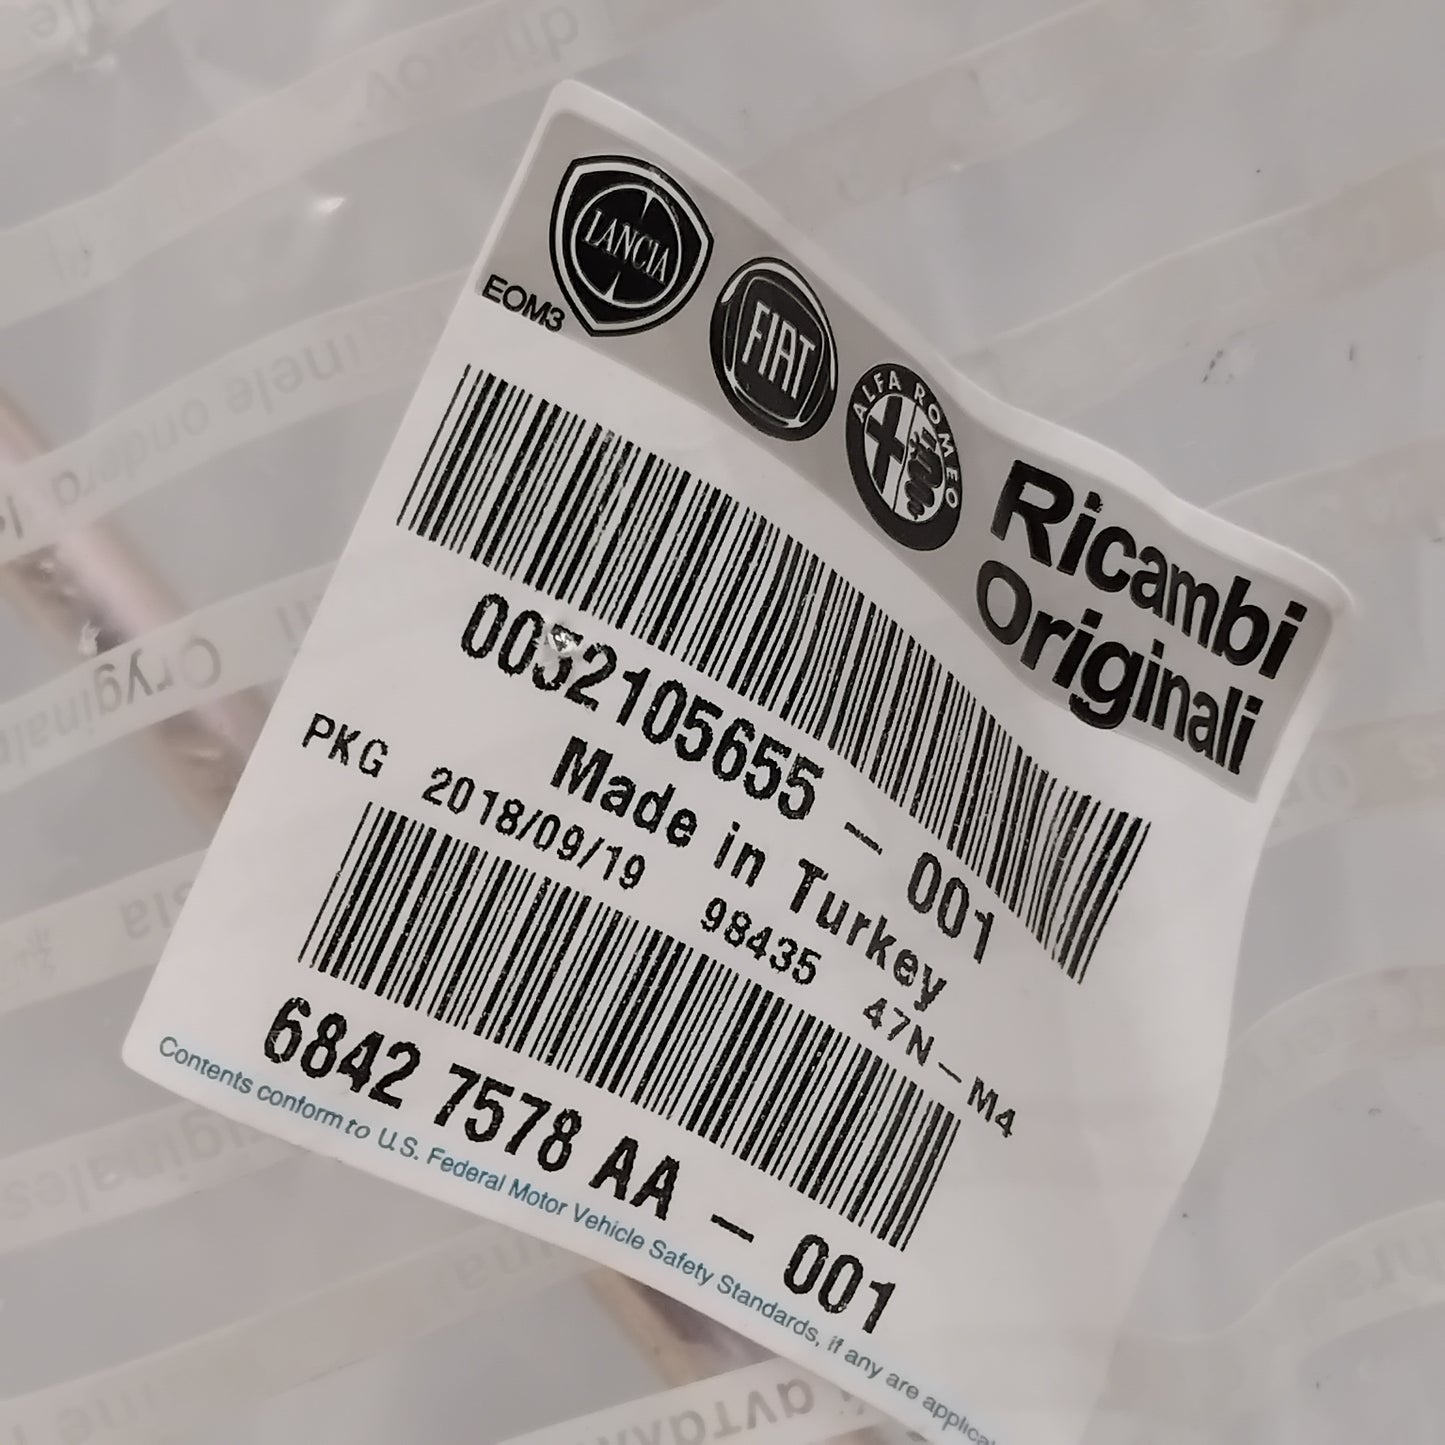 LANCIA
EOM3
FIAT
ALFA ROMEO
Ricambi
Originali
0052105655 – 001
Made in Turkey
PKG 2018/09/19 98435 47N – M4
6842 7578 AA – 001
Contents conform to U.S. Federal Motor Vehicle Safety Standards, if any are